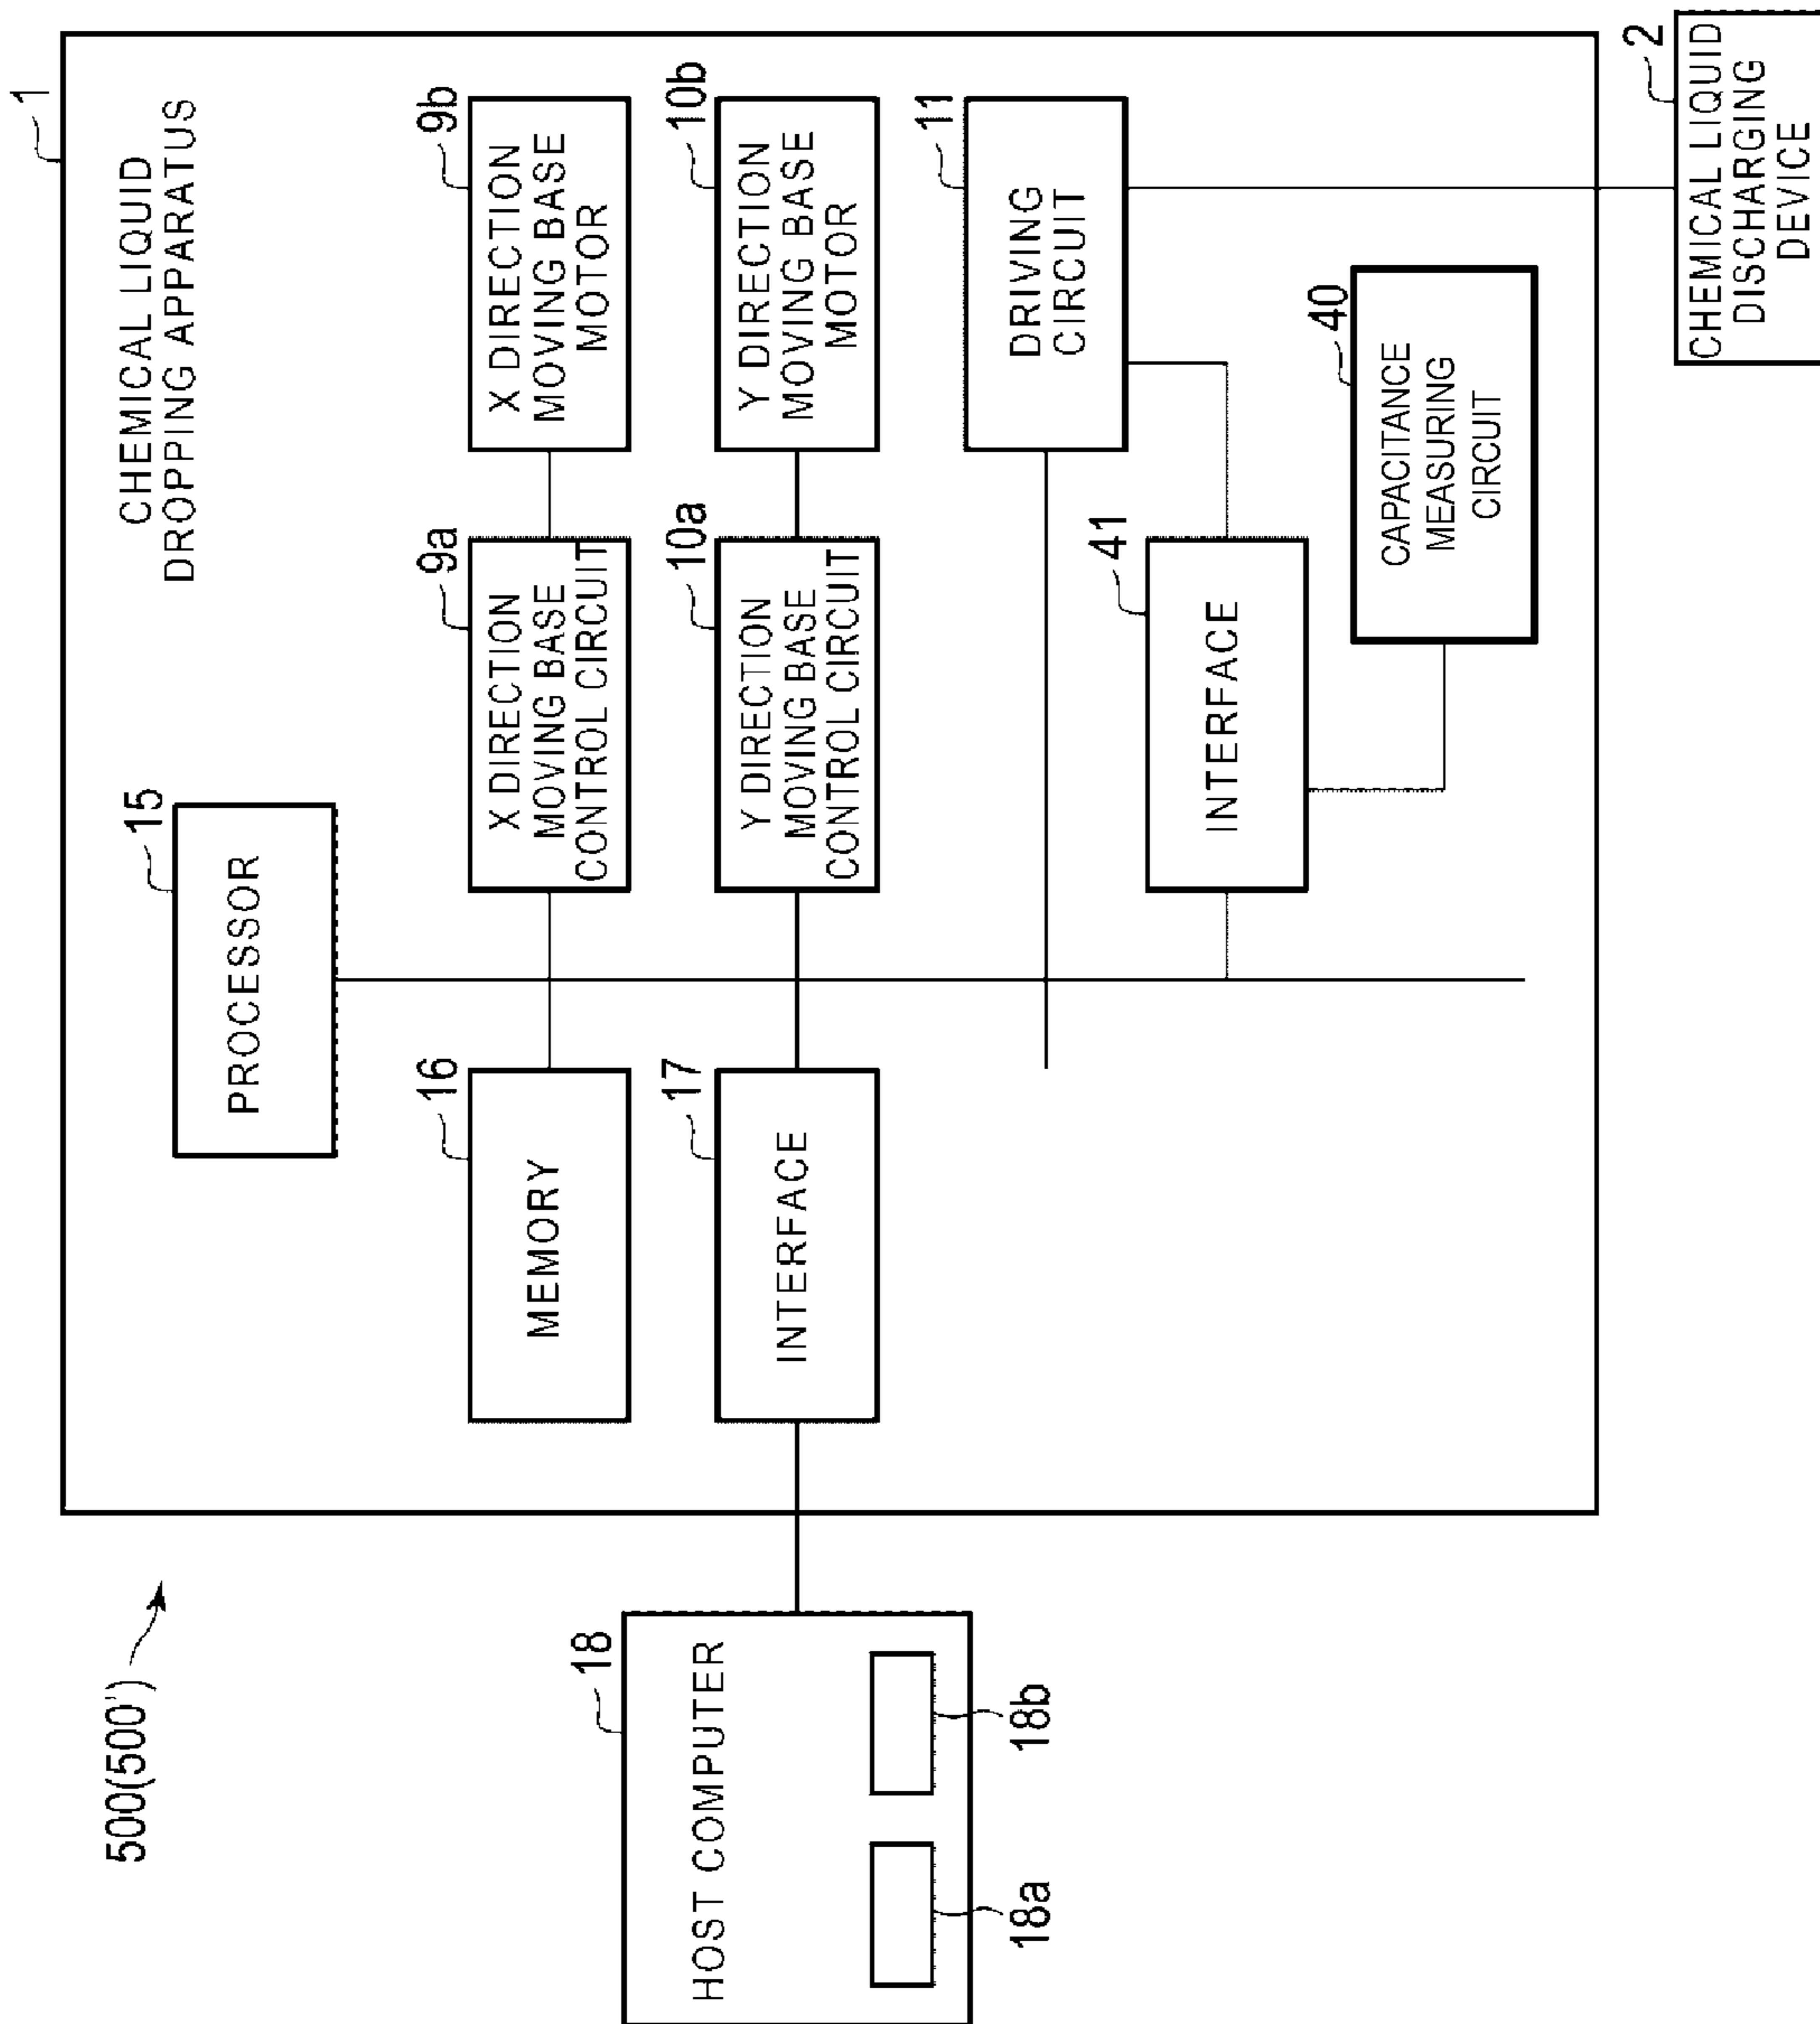 500(500')
1
CHEMICAL LIQUID
DROPPING APPARATUS
15
PROCESSOR
18
HOST COMPUTER
18a
18b
16
MEMORY
9a
X DIRECTION
MOVING BASE
CONTROL CIRCUIT
9b
X DIRECTION
MOVING BASE
MOTOR
17
INTERFACE
10a
Y DIRECTION
MOVING BASE
CONTROL CIRCUIT
10b
Y DIRECTION
MOVING BASE
MOTOR
11
DRIVING
CIRCUIT
41
INTERFACE
40
CAPACITANCE
MEASURING
CIRCUIT
2
CHEMICAL LIQUID
DISCHARGING
DEVICE